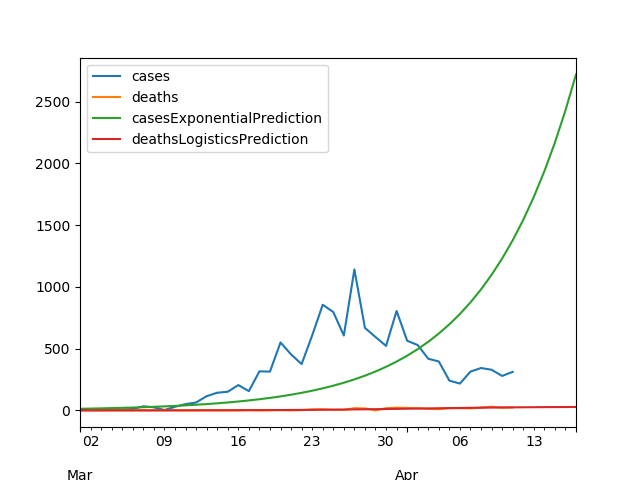 cases
deaths
casesExponentialPrediction
deathsLogisticsPrediction
2500
2000
1500
1000
500
0
02 09 16 23 30 06 13
Mar Apr